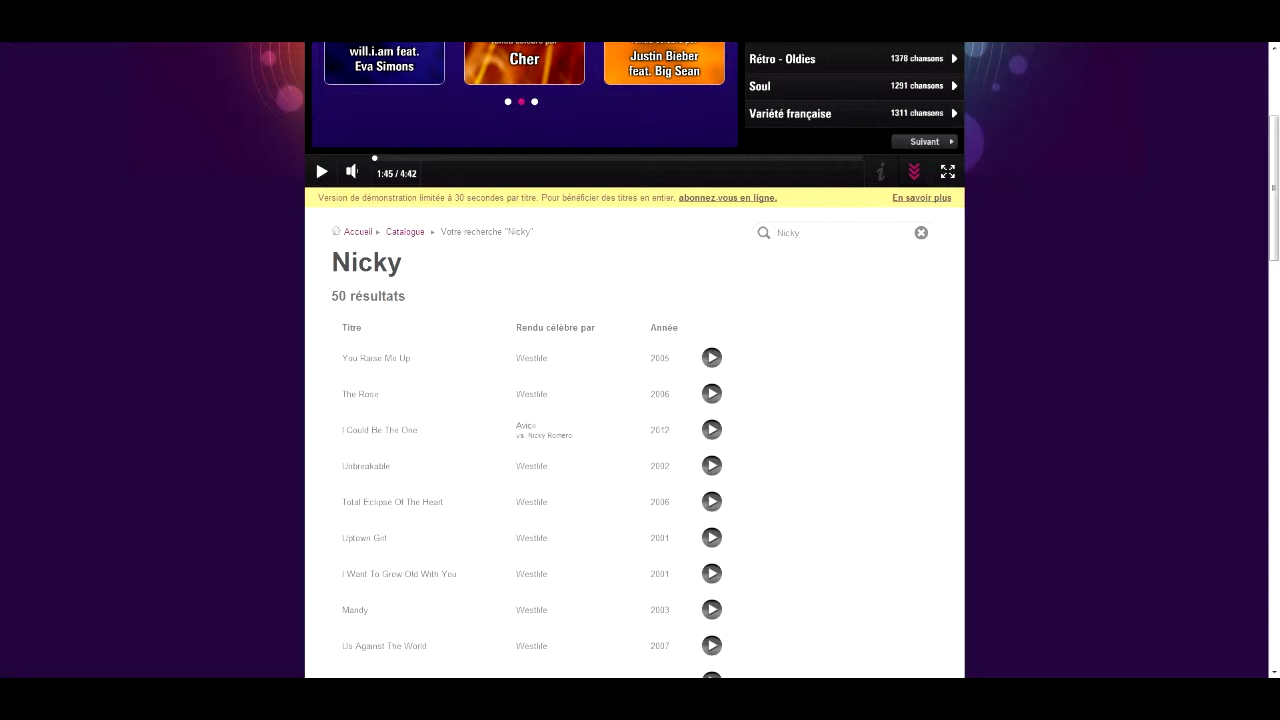 will.i.am feat.
Eva Simons
Cher
Justin Bieber
feat. Big Sean
Rétro - Oldies 1378 chansons
Soul 1291 chansons
Variété française 1311 chansons
Suivant
1:45 / 4:42
Version de démonstration limitée à 30 secondes par titre. Pour bénéficier des titres en entier, abonnez vous en ligne. En savoir plus
Accueil Catalogue Votre recherche "Nicky" Nicky
Nicky
50 résultats
Titre Rendu célèbre par Année
You Raise Me Up Westlife 2005
The Rose Westlife 2006
I Could Be The One Avicii vs. Nicky Romero 2012
Unbreakable Westlife 2002
Total Eclipse Of The Heart Westlife 2006
Uptown Girl Westlife 2001
I Want To Grow Old With You Westlife 2001
Mandy Westlife 2003
Us Against The World Westlife 2007